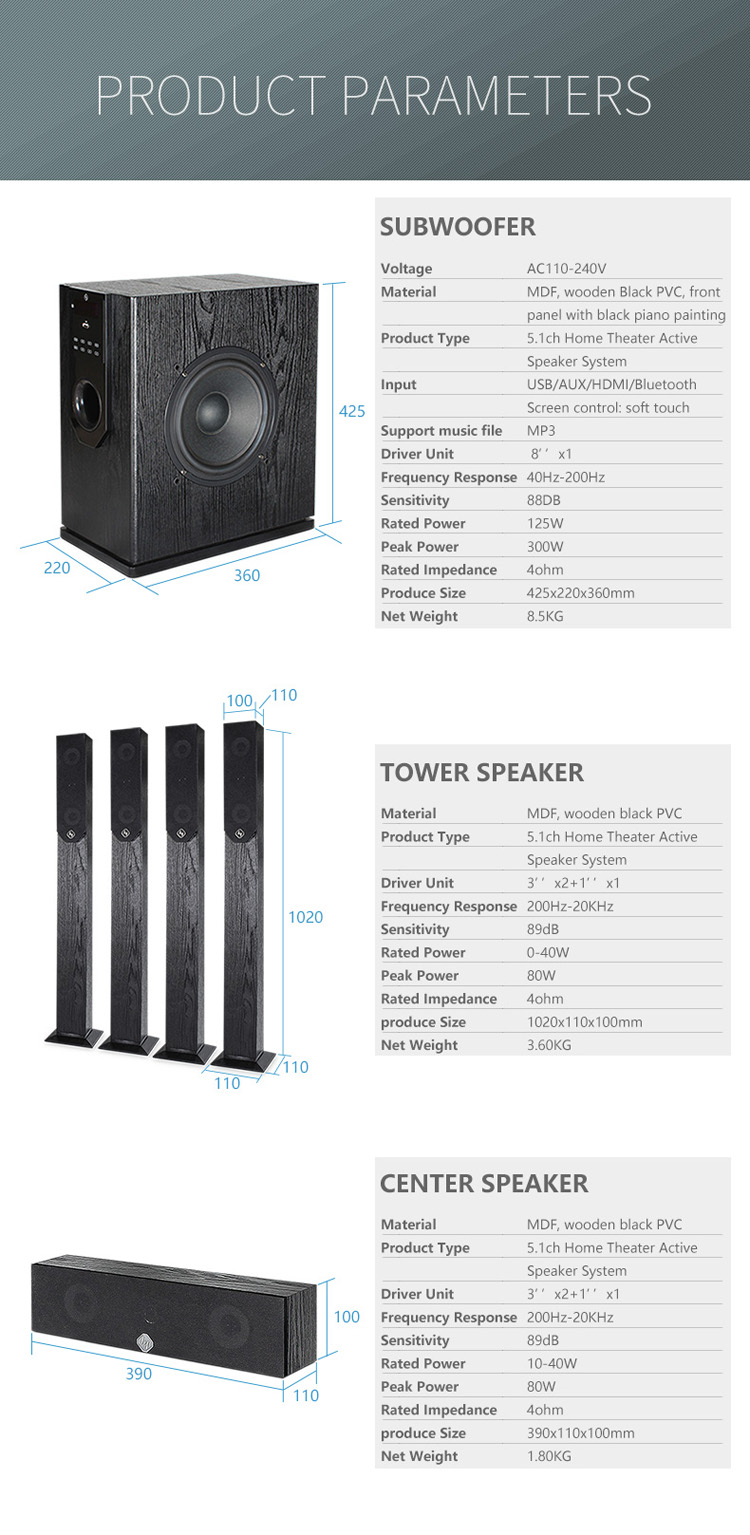 PRODUCT PARAMETERS
SUBWOOFER
Voltage AC110-240V
Material MDF, wooden Black PVC, front
panel with black piano painting
Product Type 5.1ch Home Theater Active
Speaker System
Input USB/AUX/HDMI/Bluetooth
Screen control: soft touch
Support music file MP3
Driver Unit 8'' x1
Frequency Response 40Hz-200Hz
Sensitivity 88DB
Rated Power 125W
Peak Power 300W
Rated Impedance 4ohm
Produce Size 425x220x360mm
Net Weight 8.5KG
425
220
360
100
110
1020
110
110
TOWER SPEAKER
Material MDF, wooden black PVC
Product Type 5.1ch Home Theater Active
Speaker System
Driver Unit 3'' x2+1'' x1
Frequency Response 200Hz-20KHz
Sensitivity 89dB
Rated Power 0-40W
Peak Power 80W
Rated Impedance 4ohm
produce Size 1020x110x100mm
Net Weight 3.60KG
CENTER SPEAKER
Material MDF, wooden black PVC
Product Type 5.1ch Home Theater Active
Speaker System
Driver Unit 3'' x2+1'' x1
Frequency Response 200Hz-20KHz
Sensitivity 89dB
Rated Power 10-40W
Peak Power 80W
Rated Impedance 4ohm
produce Size 390x110x100mm
Net Weight 1.80KG
100
390
110